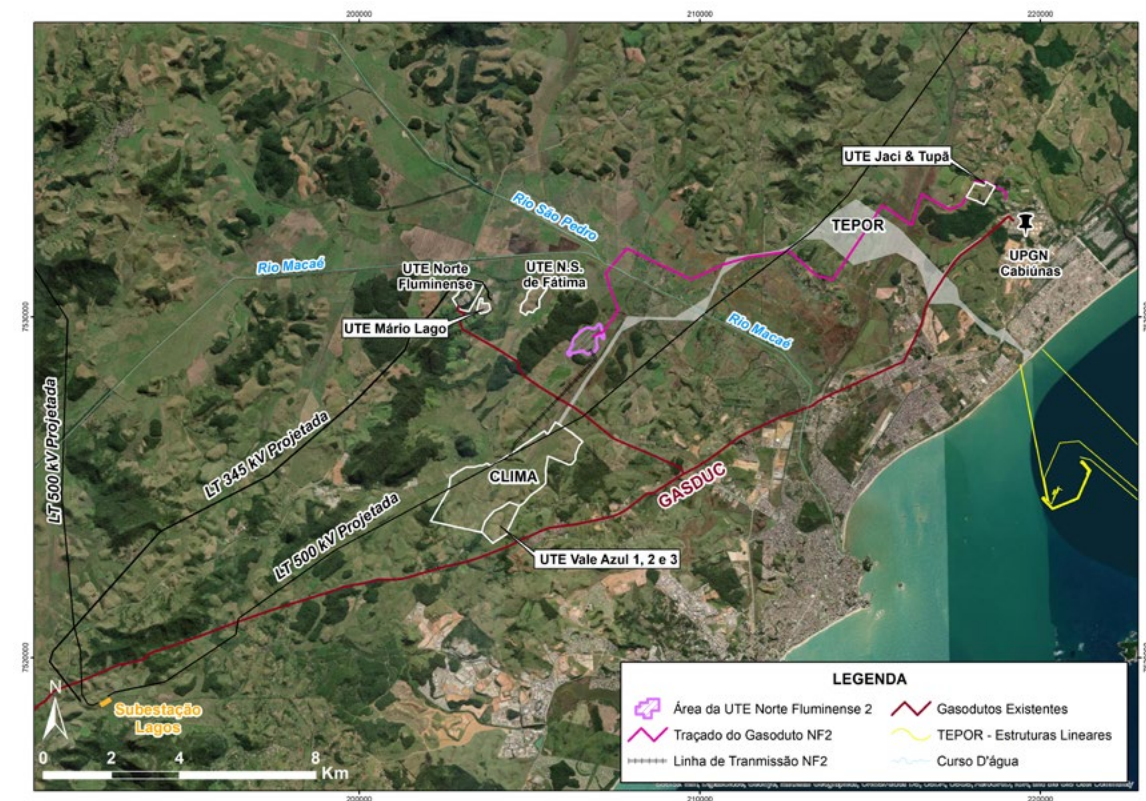 200000
210000
220000
UTE Jaci & Tupã
TEPOR
UPGN
Cabiúnas
Rio São Pedro
Rio Macaé
UTE Norte
Fluminense
UTE N.S.
de Fátima
UTE Mário Lago
Rio Macaé
7530000
LT 500 kV Projetada
LT 345 kV Projetada
CLIMA
GASDUC
LT 500 kV Projetada
UTE Vale Azul 1, 2 e 3
7520000
N
Subestação
Lagos
0 2 4 8
Km
LEGENDA
Área da UTE Norte Fluminense 2
Gasodutos Existentes
Traçado do Gasoduto NF2
TEPOR - Estruturas Lineares
Linha de Tranmissão NF2
Curso D'água
200000
210000
220000